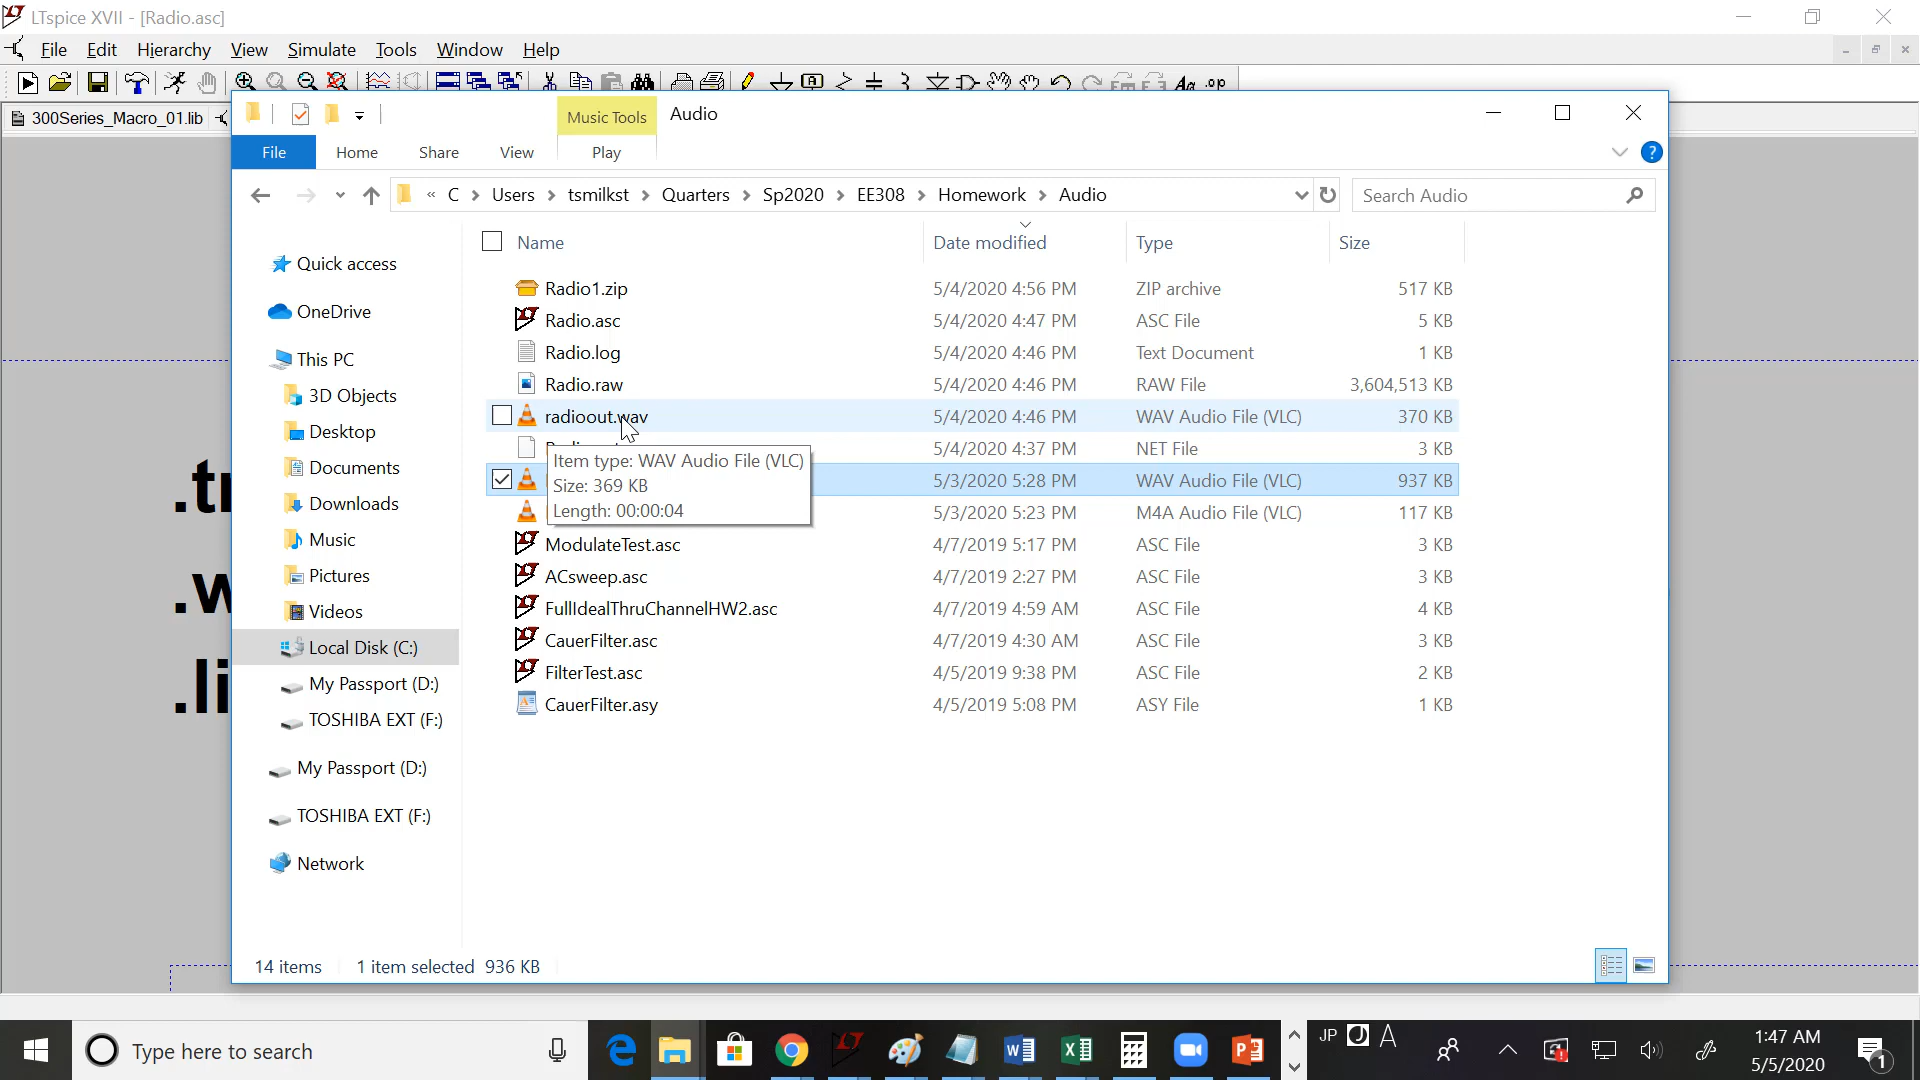 LTspice XVII - [Radio.asc]
File Edit Hierarchy View Simulate Tools Window Help
.op
300Series_Macro_01.lib
Music Tools Audio
File Home Share View Play
« C > Users > tsmilkst > Quarters > Sp2020 > EE308 > Homework > Audio
Search Audio
Name Date modified Type Size
Quick access
OneDrive
This PC
3D Objects
Desktop
Documents
Downloads
Music
Pictures
Videos
Local Disk (C:)
My Passport (D:)
TOSHIBA EXT (F:)
My Passport (D:)
TOSHIBA EXT (F:)
Network
Radio1.zip 5/4/2020 4:56 PM ZIP archive 517 KB
Radio.asc 5/4/2020 4:47 PM ASC File 5 KB
Radio.log 5/4/2020 4:46 PM Text Document 1 KB
Radio.raw 5/4/2020 4:46 PM RAW File 3,604,513 KB
radioout.wav 5/4/2020 4:46 PM WAV Audio File (VLC) 370 KB
5/4/2020 4:37 PM NET File 3 KB
5/3/2020 5:28 PM WAV Audio File (VLC) 937 KB
5/3/2020 5:23 PM M4A Audio File (VLC) 117 KB
Item type: WAV Audio File (VLC)
Size: 369 KB
Length: 00:00:04
ModulateTest.asc 4/7/2019 5:17 PM ASC File 3 KB
ACsweep.asc 4/7/2019 2:27 PM ASC File 3 KB
FullIdealThruChannelHW2.asc 4/7/2019 4:59 AM ASC File 4 KB
CauerFilter.asc 4/7/2019 4:30 AM ASC File 3 KB
FilterTest.asc 4/5/2019 9:38 PM ASC File 2 KB
CauerFilter.asy 4/5/2019 5:08 PM ASY File 1 KB
.tr
.w
.li
14 items 1 item selected 936 KB
Type here to search
JP J A
1:47 AM
5/5/2020
1